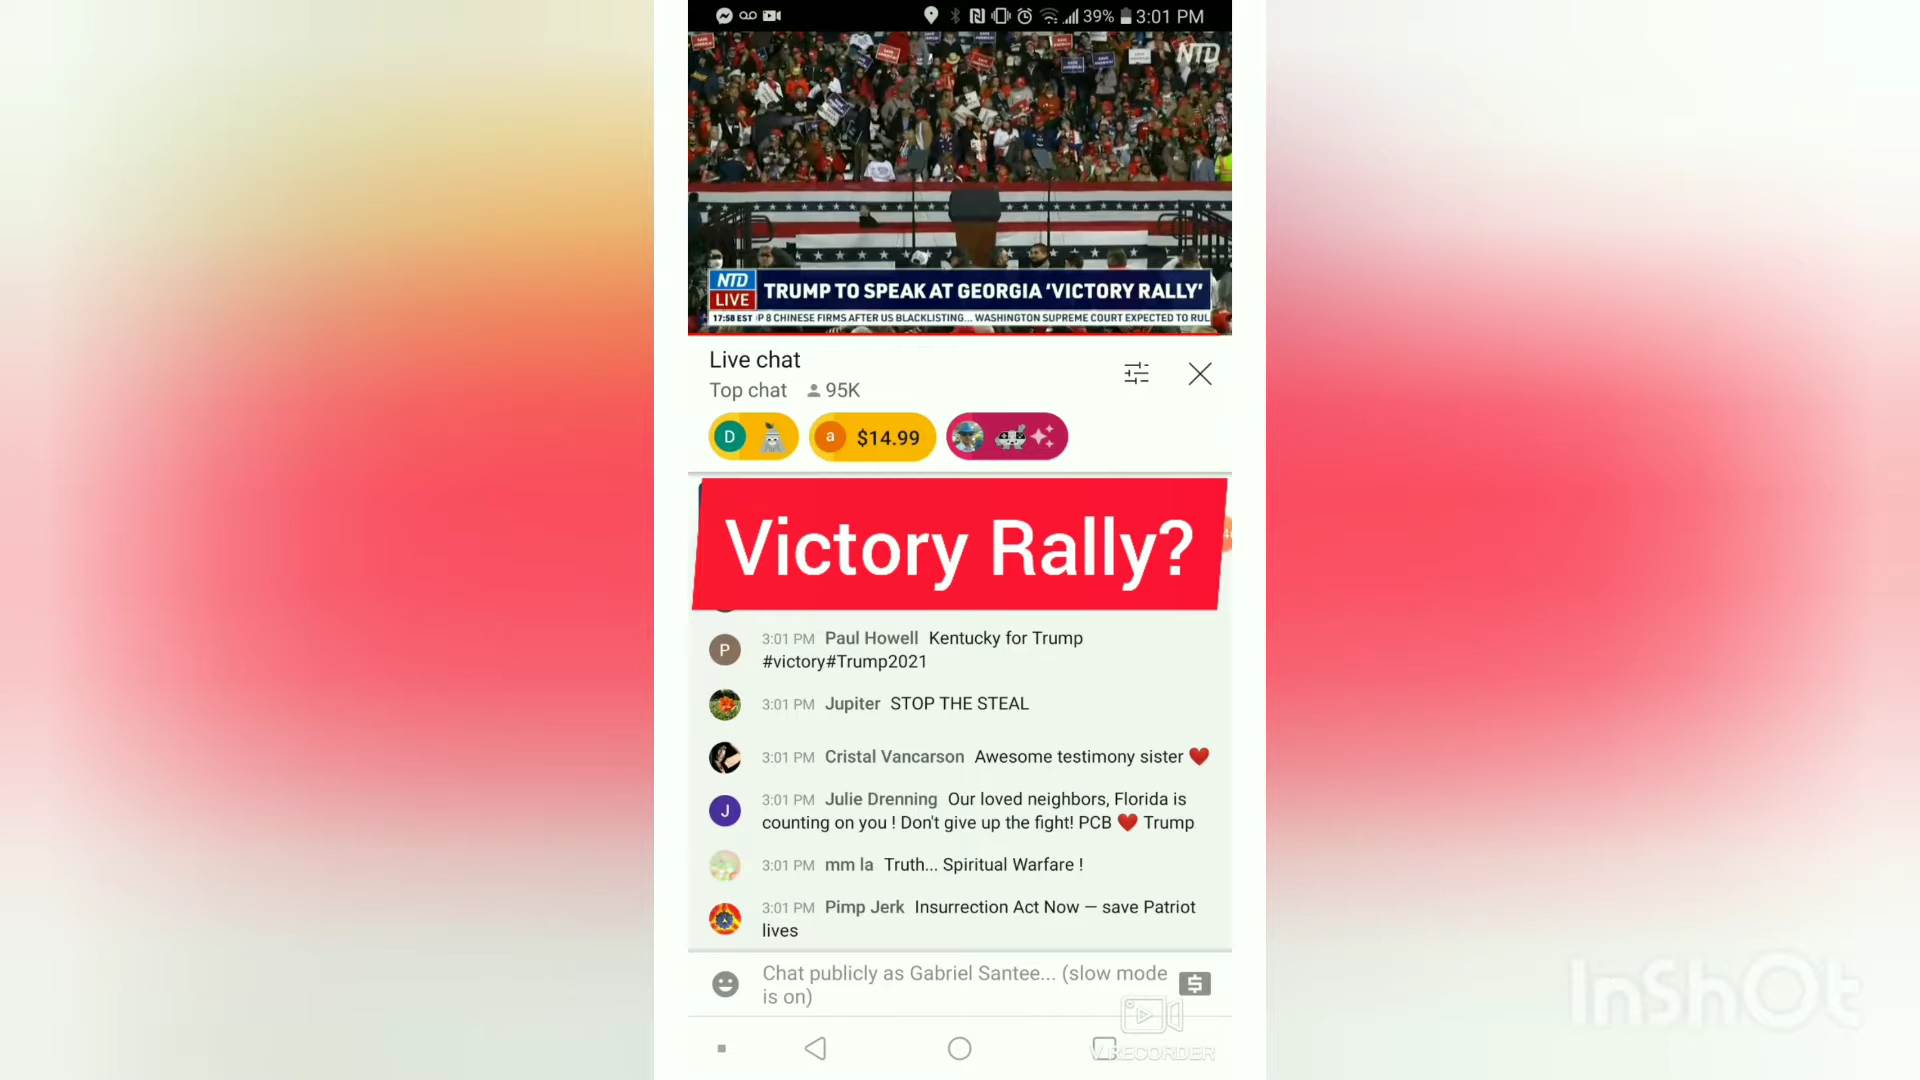 39% 3:01 PM
NTD
SAVE AMERICA!
NTD
LIVE
TRUMP TO SPEAK AT GEORGIA 'VICTORY RALLY'
17:58 EST
P 8 CHINESE FIRMS AFTER US BLACKLISTING... WASHINGTON SUPREME COURT EXPECTED TO RUL
Live chat
Top chat 95K
D
a $14.99
Victory Rally?
P
3:01 PM Paul Howell Kentucky for Trump
#victory#Trump2021
3:01 PM Jupiter STOP THE STEAL
3:01 PM Cristal Vancarson Awesome testimony sister ❤️
J
3:01 PM Julie Drenning Our loved neighbors, Florida is
counting on you ! Don't give up the fight! PCB ❤️ Trump
3:01 PM mm la Truth... Spiritual Warfare !
3:01 PM Pimp Jerk Insurrection Act Now — save Patriot
lives
Chat publicly as Gabriel Santee... (slow mode
is on)
V RECORDER
InShOt